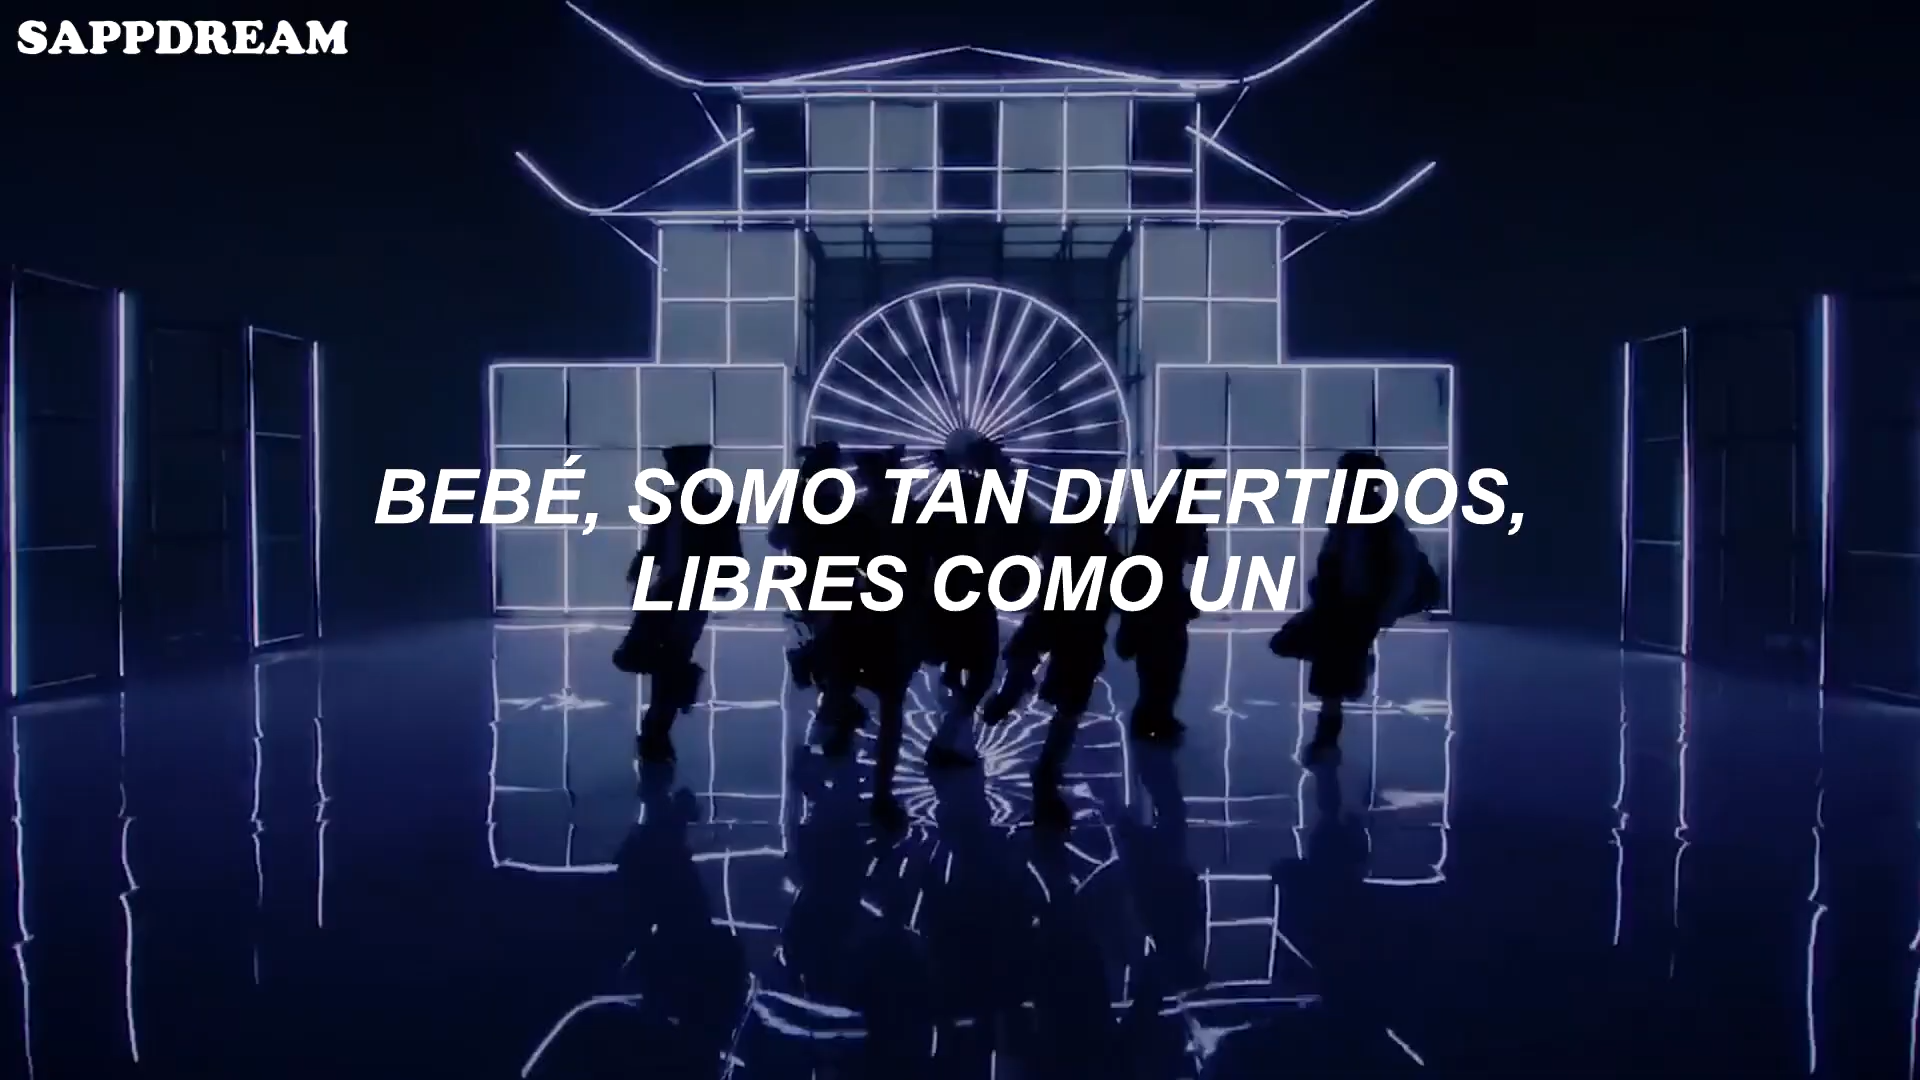 SAPPDREAM
BEBÉ, SOMO TAN DIVERTIDOS,
LIBRES COMO UN